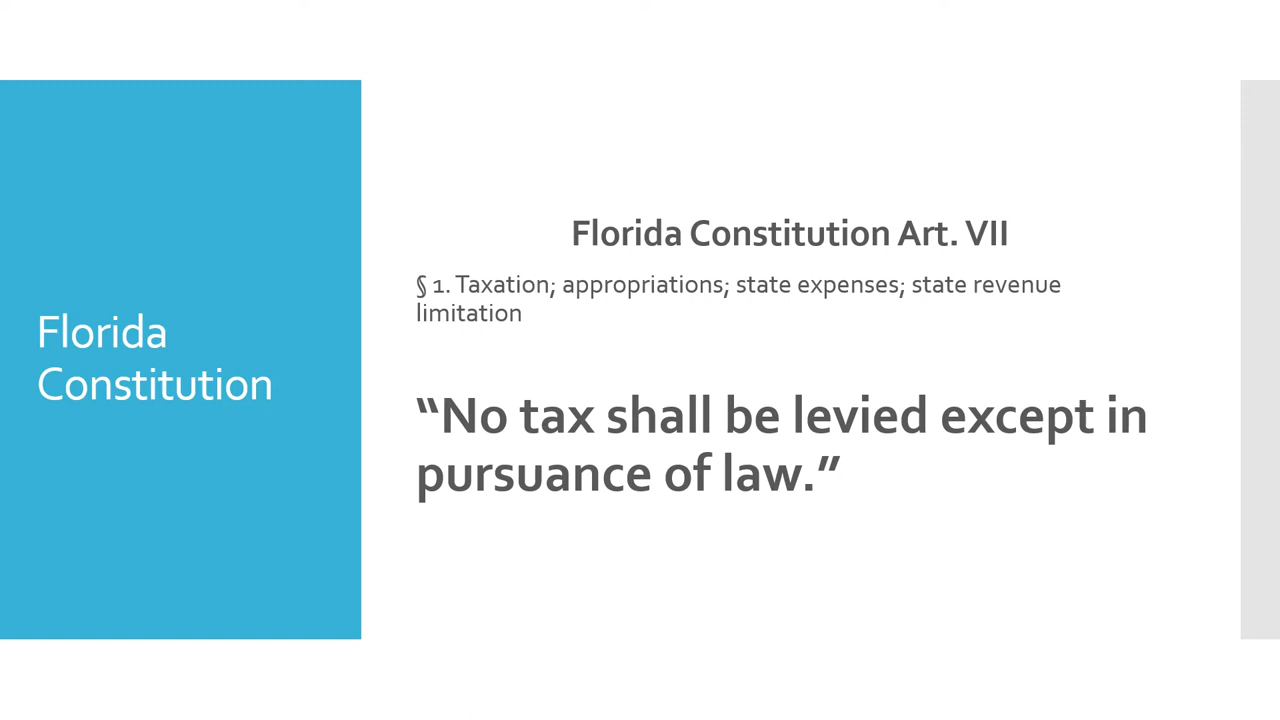 Florida
Constitution
Florida Constitution Art. VII
§ 1. Taxation; appropriations; state expenses; state revenue
limitation
“No tax shall be levied except in
pursuance of law.”